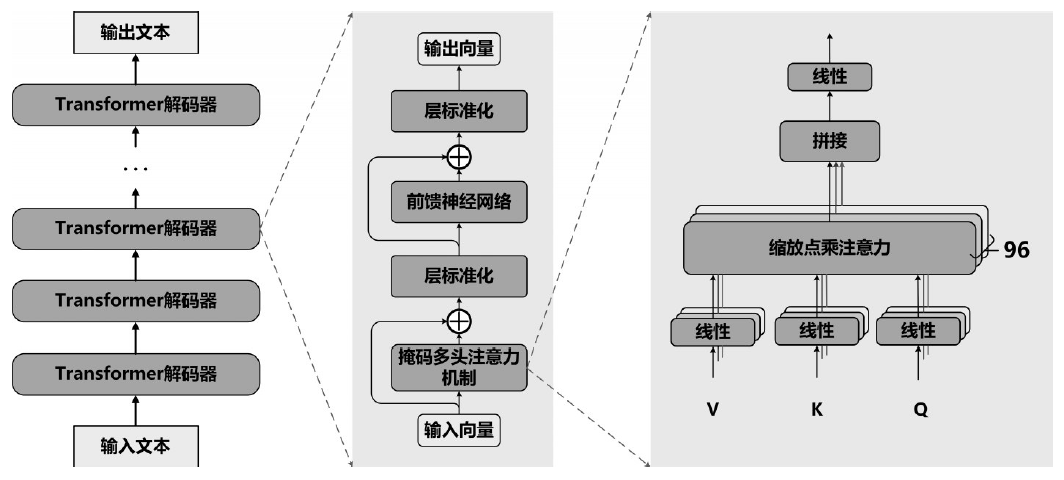 输出文本
Transformer解码器
...
Transformer解码器
Transformer解码器
Transformer解码器
输入文本
输出向量
层标准化
前馈神经网络
层标准化
掩码多头注意力
机制
输入向量
线性
拼接
缩放点乘注意力
96
线性
线性
线性
V
K
Q